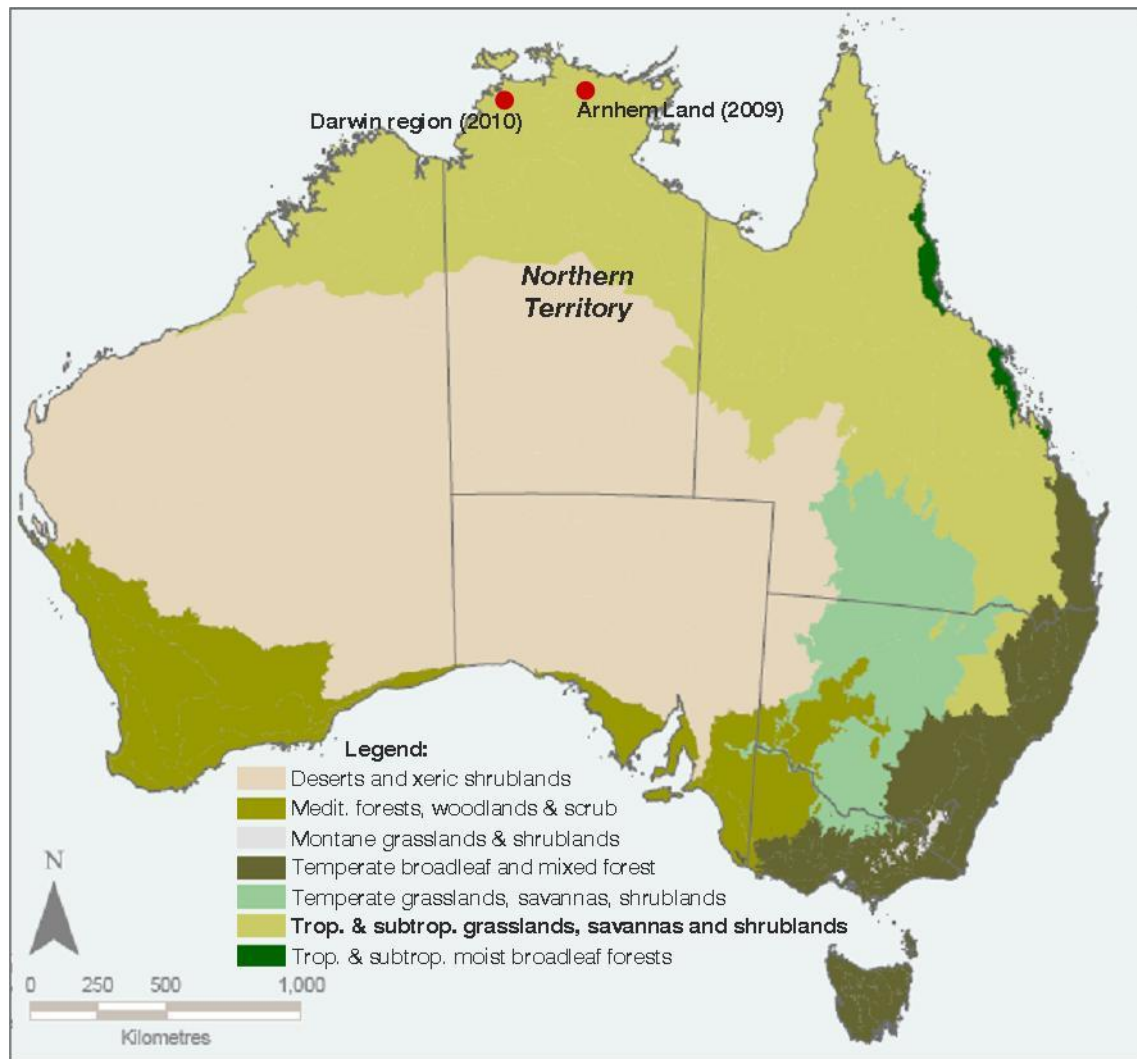 Darwin region (2010)
Arnhem Land (2009)
Northern
Territory
Legend:
Deserts and xeric shrublands
Medit. forests, woodlands & scrub
Montane grasslands & shrublands
Temperate broadleaf and mixed forest
Temperate grasslands, savannas, shrublands
Trop. & subtrop. grasslands, savannas and shrublands
Trop. & subtrop. moist broadleaf forests
N
0 250 500 1,000
Kilometres